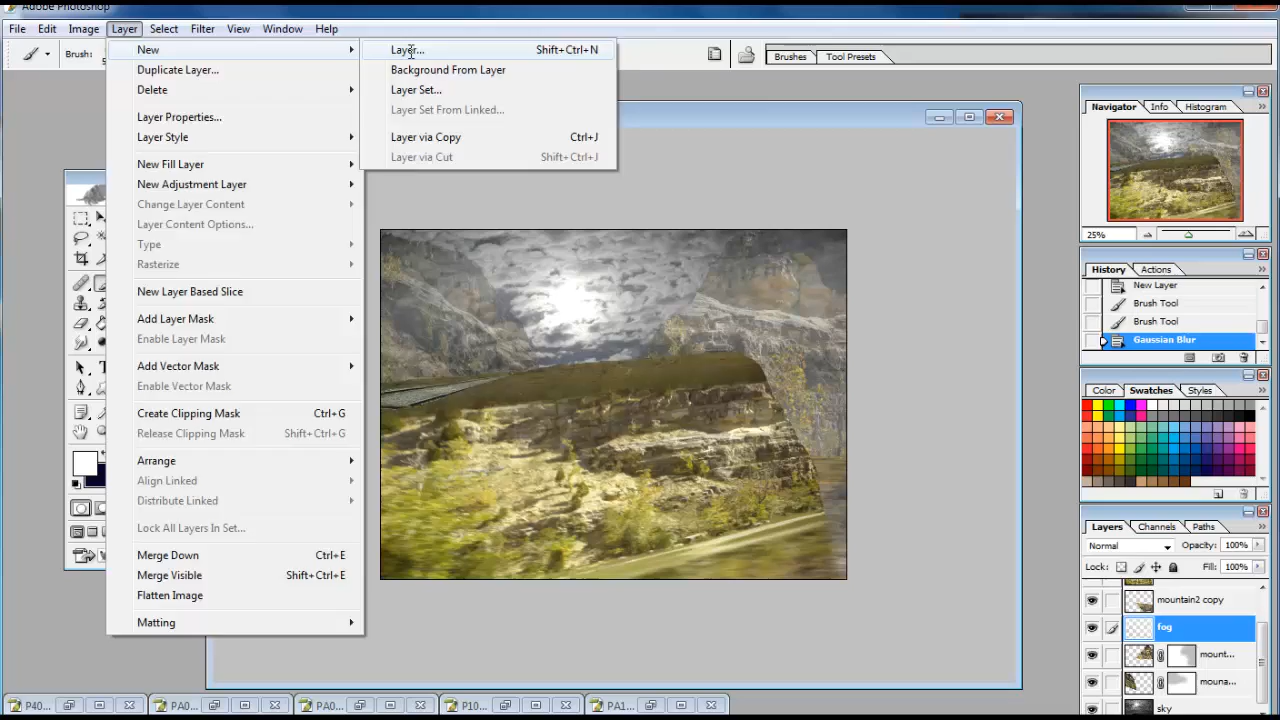 Adobe Photoshop
File Edit Image Layer Select Filter View Window Help
Brush:
Brushes Tool Presets
New
Duplicate Layer...
Delete
Layer Properties...
Layer Style
New Fill Layer
New Adjustment Layer
Change Layer Content
Layer Content Options...
Type
Rasterize
New Layer Based Slice
Add Layer Mask
Enable Layer Mask
Add Vector Mask
Enable Vector Mask
Create Clipping Mask Ctrl+G
Release Clipping Mask Shift+Ctrl+G
Arrange
Align Linked
Distribute Linked
Lock All Layers In Set...
Merge Down Ctrl+E
Merge Visible Shift+Ctrl+E
Flatten Image
Matting
Layer... Shift+Ctrl+N
Background From Layer
Layer Set...
Layer Set From Linked...
Layer via Copy Ctrl+J
Layer via Cut Shift+Ctrl+J
Navigator Info Histogram
25%
History Actions
New Layer
Brush Tool
Brush Tool
Gaussian Blur
Color Swatches Styles
Layers Channels Paths
Normal Opacity: 100%
Lock: Fill: 100%
mountain2 copy
fog
mount...
mouna...
sky
P40... PA0... PA0... P10... PA1...